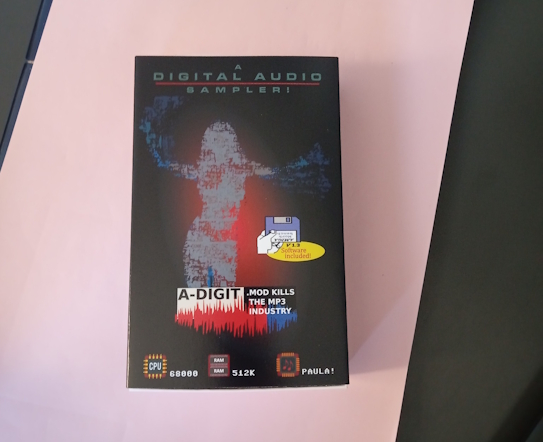 A
DIGITAL AUDIO
SAMPLER!
Software
included!
A-DIGIT
.MOD KILLS
THE MP3
INDUSTRY
CPU
68000
RAM
RAM
512K
PAULA!